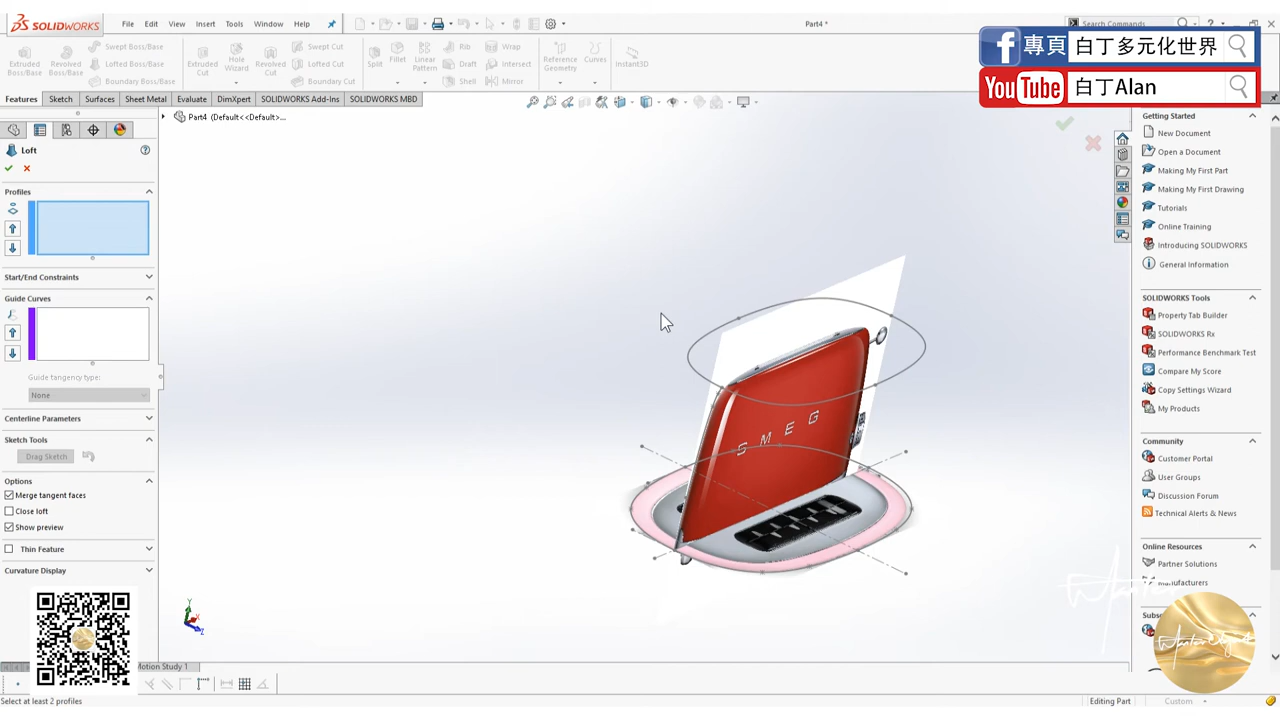 SOLIDWORKS
File Edit View Insert Tools Window Help
Part4 *
Search Commands
Extruded Boss/Base
Revolved Boss/Base
Swept Boss/Base
Lofted Boss/Base
Boundary Boss/Base
Extruded Cut
Hole Wizard
Revolved Cut
Swept Cut
Lofted Cut
Boundary Cut
Split
Fillet
Linear Pattern
Rib
Draft
Shell
Wrap
Intersect
Mirror
Reference Geometry
Curves
Instant3D
專頁 白丁多元化世界
YouTube 白丁Alan
Features Sketch Surfaces Sheet Metal Evaluate DimXpert SOLIDWORKS Add-Ins SOLIDWORKS MBD
Part4 (Default<<Default>...
Loft
Profiles
Start/End Constraints
Guide Curves
Guide tangency type:
None
Centerline Parameters
Sketch Tools
Drag Sketch
Options
Merge tangent faces
Close loft
Show preview
Thin Feature
Curvature Display
SMEG
Y
X
Z
Getting Started
New Document
Open a Document
Making My First Part
Making My First Drawing
Tutorials
Online Training
Introducing SOLIDWORKS
General Information
SOLIDWORKS Tools
Property Tab Builder
SOLIDWORKS Rx
Performance Benchmark Test
Compare My Score
Copy Settings Wizard
My Products
Community
Customer Portal
User Groups
Discussion Forum
Technical Alerts & News
Online Resources
Partner Solutions
Manufacturers
Motion Study 1
Select at least 2 profiles
Editing Part
Custom